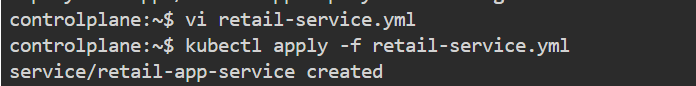 controlplane:~$ vi retail-service.yml
controlplane:~$ kubectl apply -f retail-service.yml
service/retail-app-service created